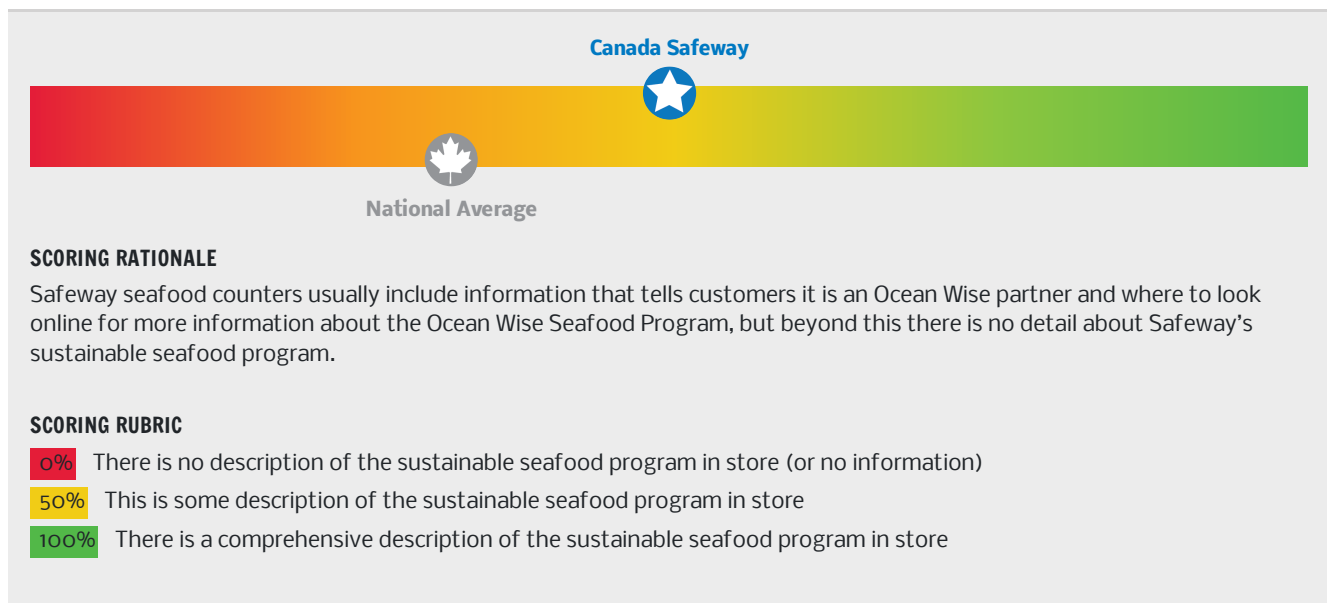 Canada Safeway
National Average
SCORING RATIONALE
Safeway seafood counters usually include information that tells customers it is an Ocean Wise partner and where to look
online for more information about the Ocean Wise Seafood Program, but beyond this there is no detail about Safeway's
sustainable seafood program.
SCORING RUBRIC
0% There is no description of the sustainable seafood program in store (or no information)
50% This is some description of the sustainable seafood program in store
100% There is a comprehensive description of the sustainable seafood program in store